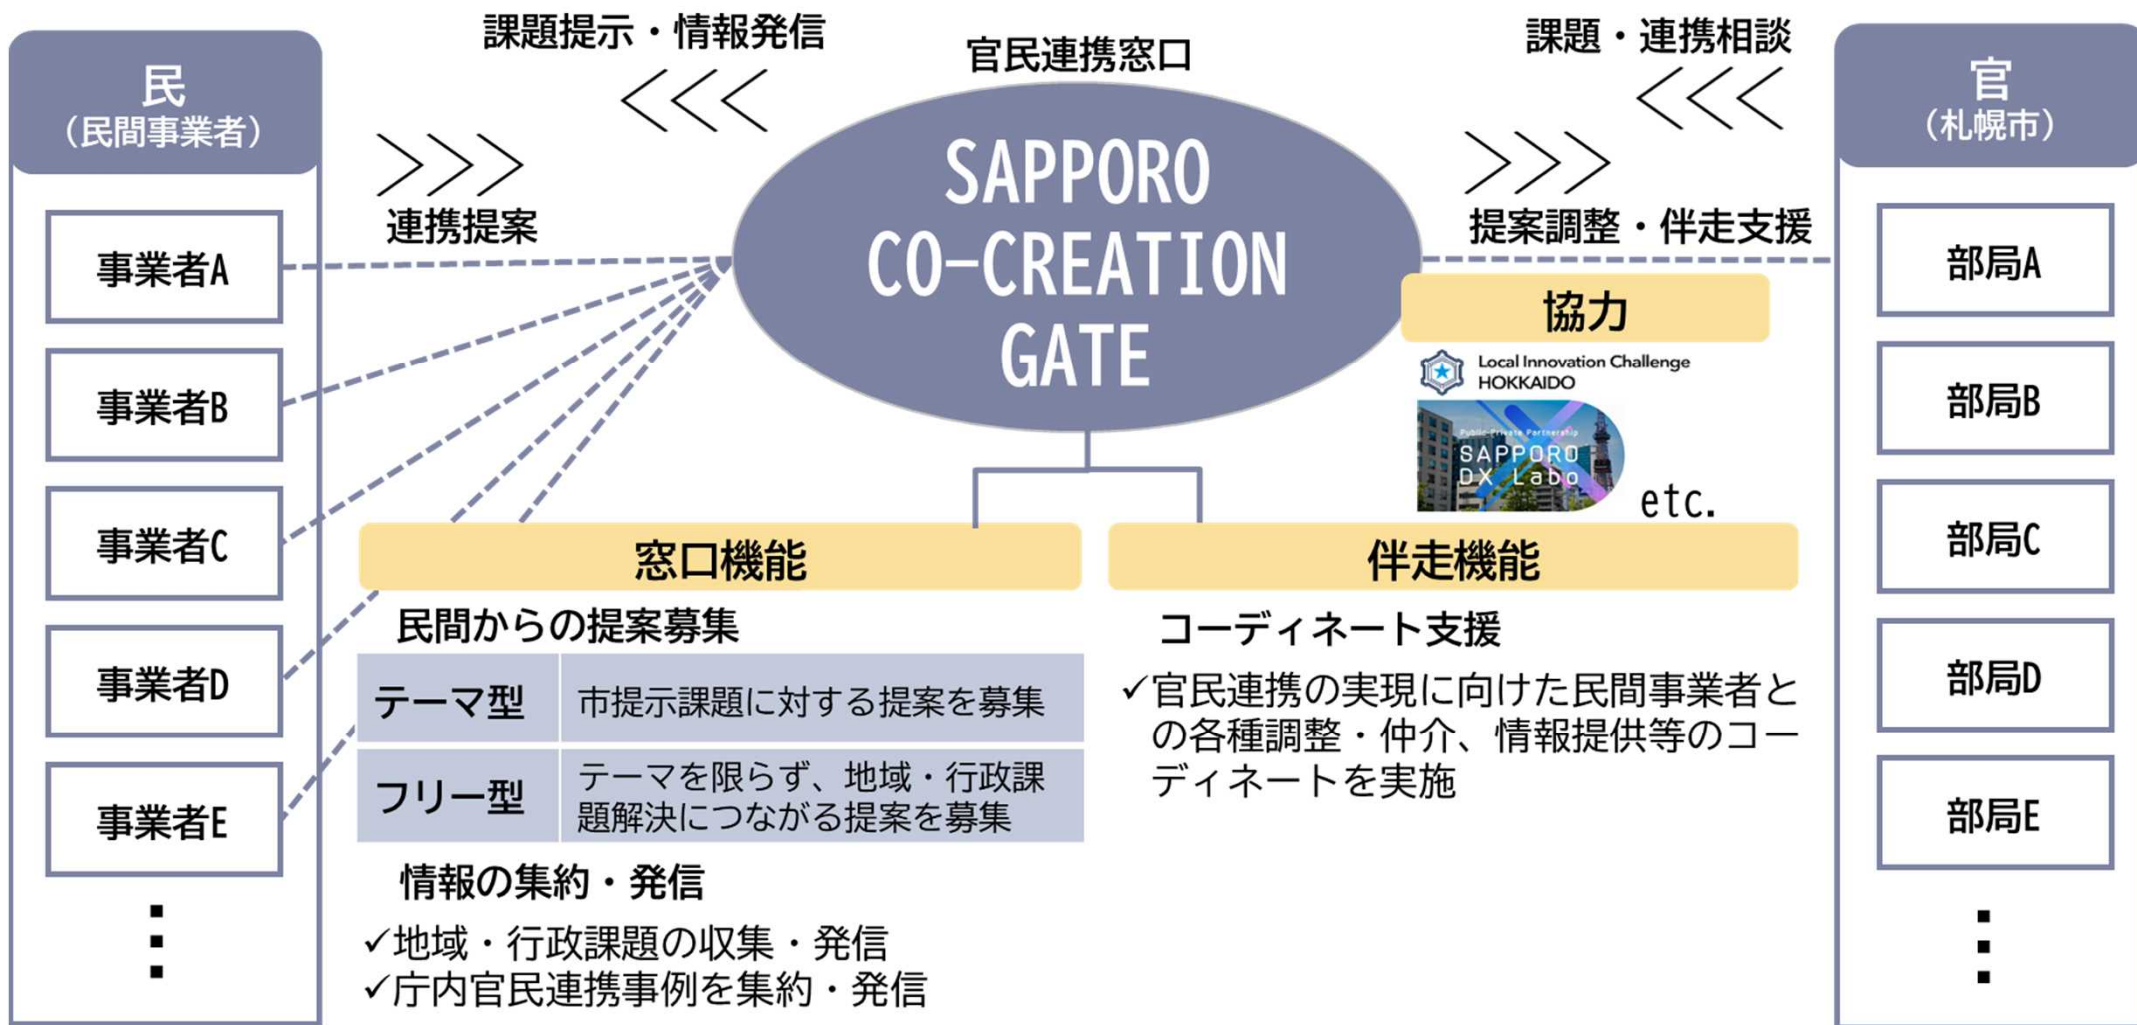 民
（民間事業者）
事業者A
事業者B
事業者C
事業者D
事業者E
課題提示・情報発信
連携提案
官民連携窓口
SAPPORO
CO-CREATION
GATE
課題・連携相談
提案調整・伴走支援
協力
Local Innovation Challenge
HOKKAIDO
Public-Private Partnership
SAPPORO
DX Labo
etc.
窓口機能
民間からの提案募集
テーマ型
市提示課題に対する提案を募集
フリー型
テーマを限らず、地域・行政課
題解決につながる提案を募集
情報の集約・発信
✓地域・行政課題の収集・発信
✓庁内官民連携事例を集約・発信
伴走機能
コーディネート支援
✓官民連携の実現に向けた民間事業者と
の各種調整・仲介、情報提供等のコー
ディネートを実施
官
（札幌市）
部局A
部局B
部局C
部局D
部局E